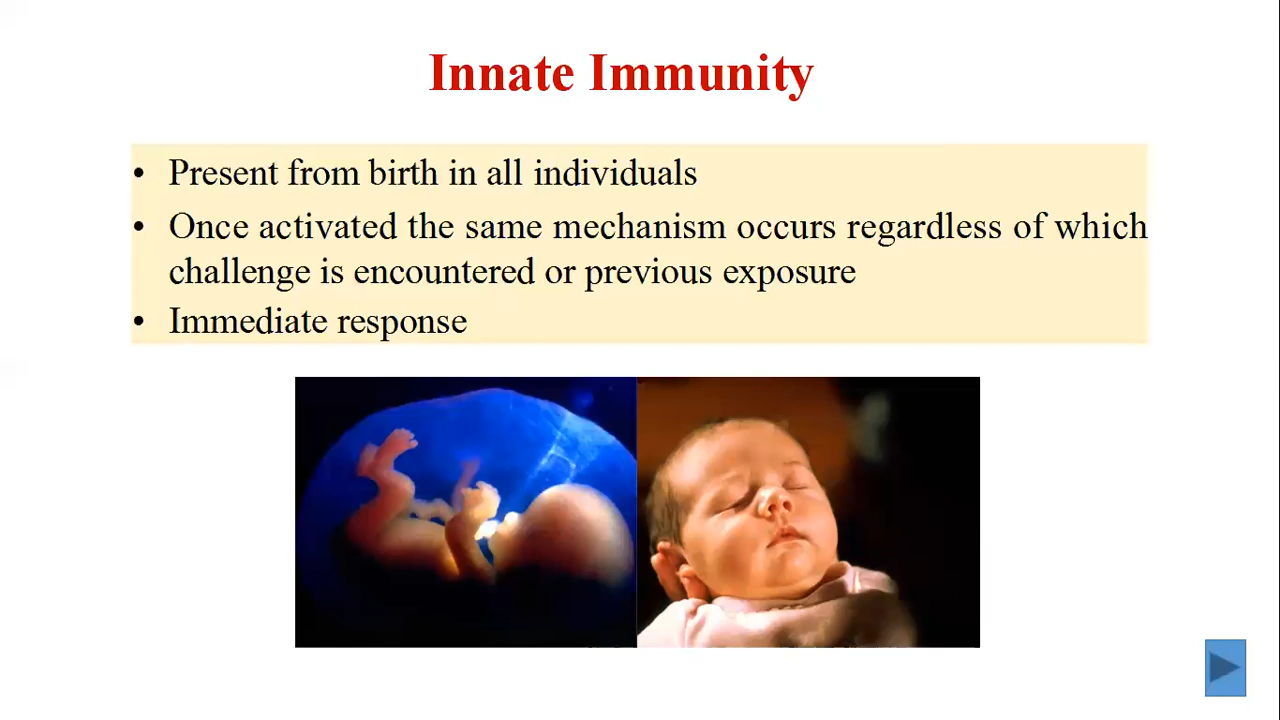 Innate Immunity
• Present from birth in all individuals
• Once activated the same mechanism occurs regardless of which
challenge is encountered or previous exposure
• Immediate response